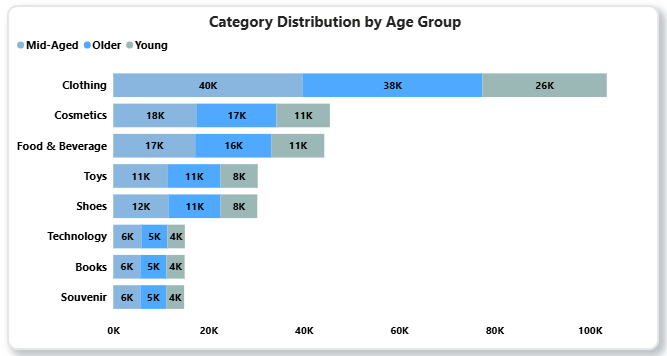 Category Distribution by Age Group
Mid-Aged Older Young
Clothing 40K 38K 26K
Cosmetics 18K 17K 11K
Food & Beverage 17K 16K 11K
Toys 11K 11K 8K
Shoes 12K 11K 8K
Technology 6K 5K 4K
Books 6K 5K 4K
Souvenir 6K 5K 4K
0K 20K 40K 60K 80K 100K